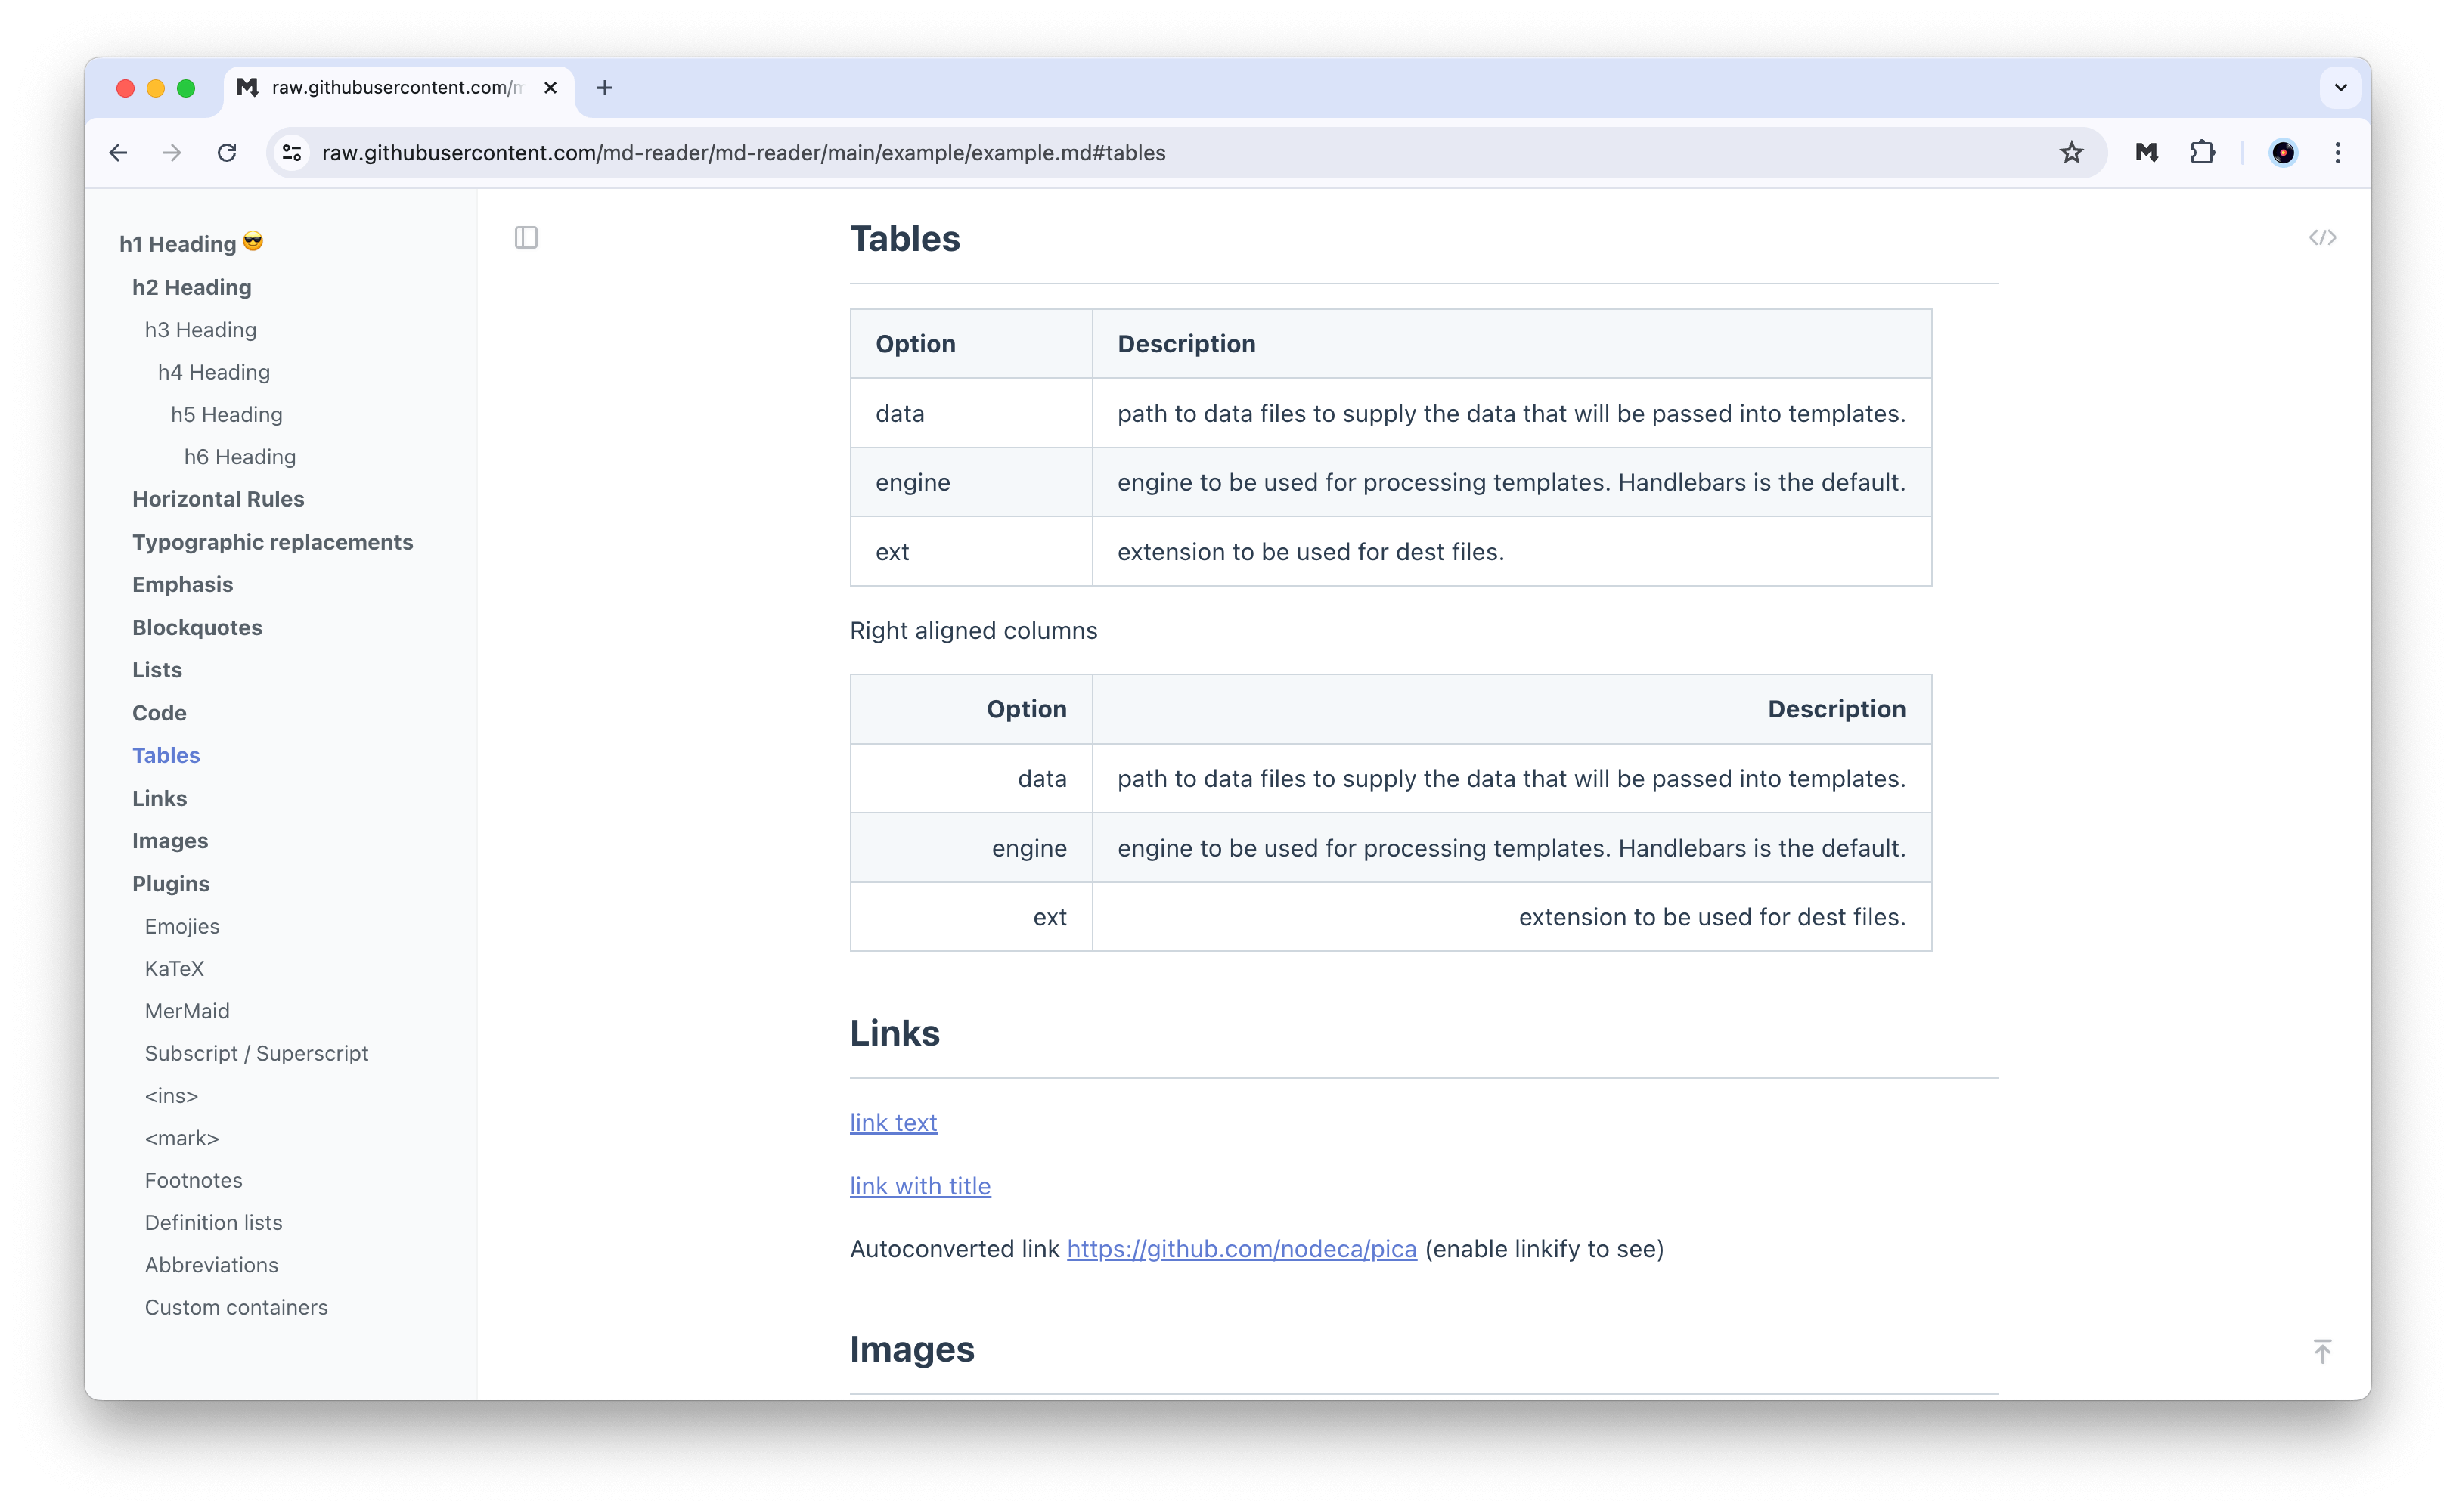 raw.githubusercontent.com/m
raw.githubusercontent.com/md-reader/md-reader/main/example/example.md#tables
h1 Heading 😎
h2 Heading
h3 Heading
h4 Heading
h5 Heading
h6 Heading
Horizontal Rules
Typographic replacements
Emphasis
Blockquotes
Lists
Code
Tables
Links
Images
Plugins
Emojies
KaTeX
MerMaid
Subscript / Superscript
<ins>
<mark>
Footnotes
Definition lists
Abbreviations
Custom containers
Tables
Option Description
data path to data files to supply the data that will be passed into templates.
engine engine to be used for processing templates. Handlebars is the default.
ext extension to be used for dest files.
Right aligned columns
Option Description
data path to data files to supply the data that will be passed into templates.
engine engine to be used for processing templates. Handlebars is the default.
ext extension to be used for dest files.
Links
link text
link with title
Autoconverted link https://github.com/nodeca/pica (enable linkify to see)
Images